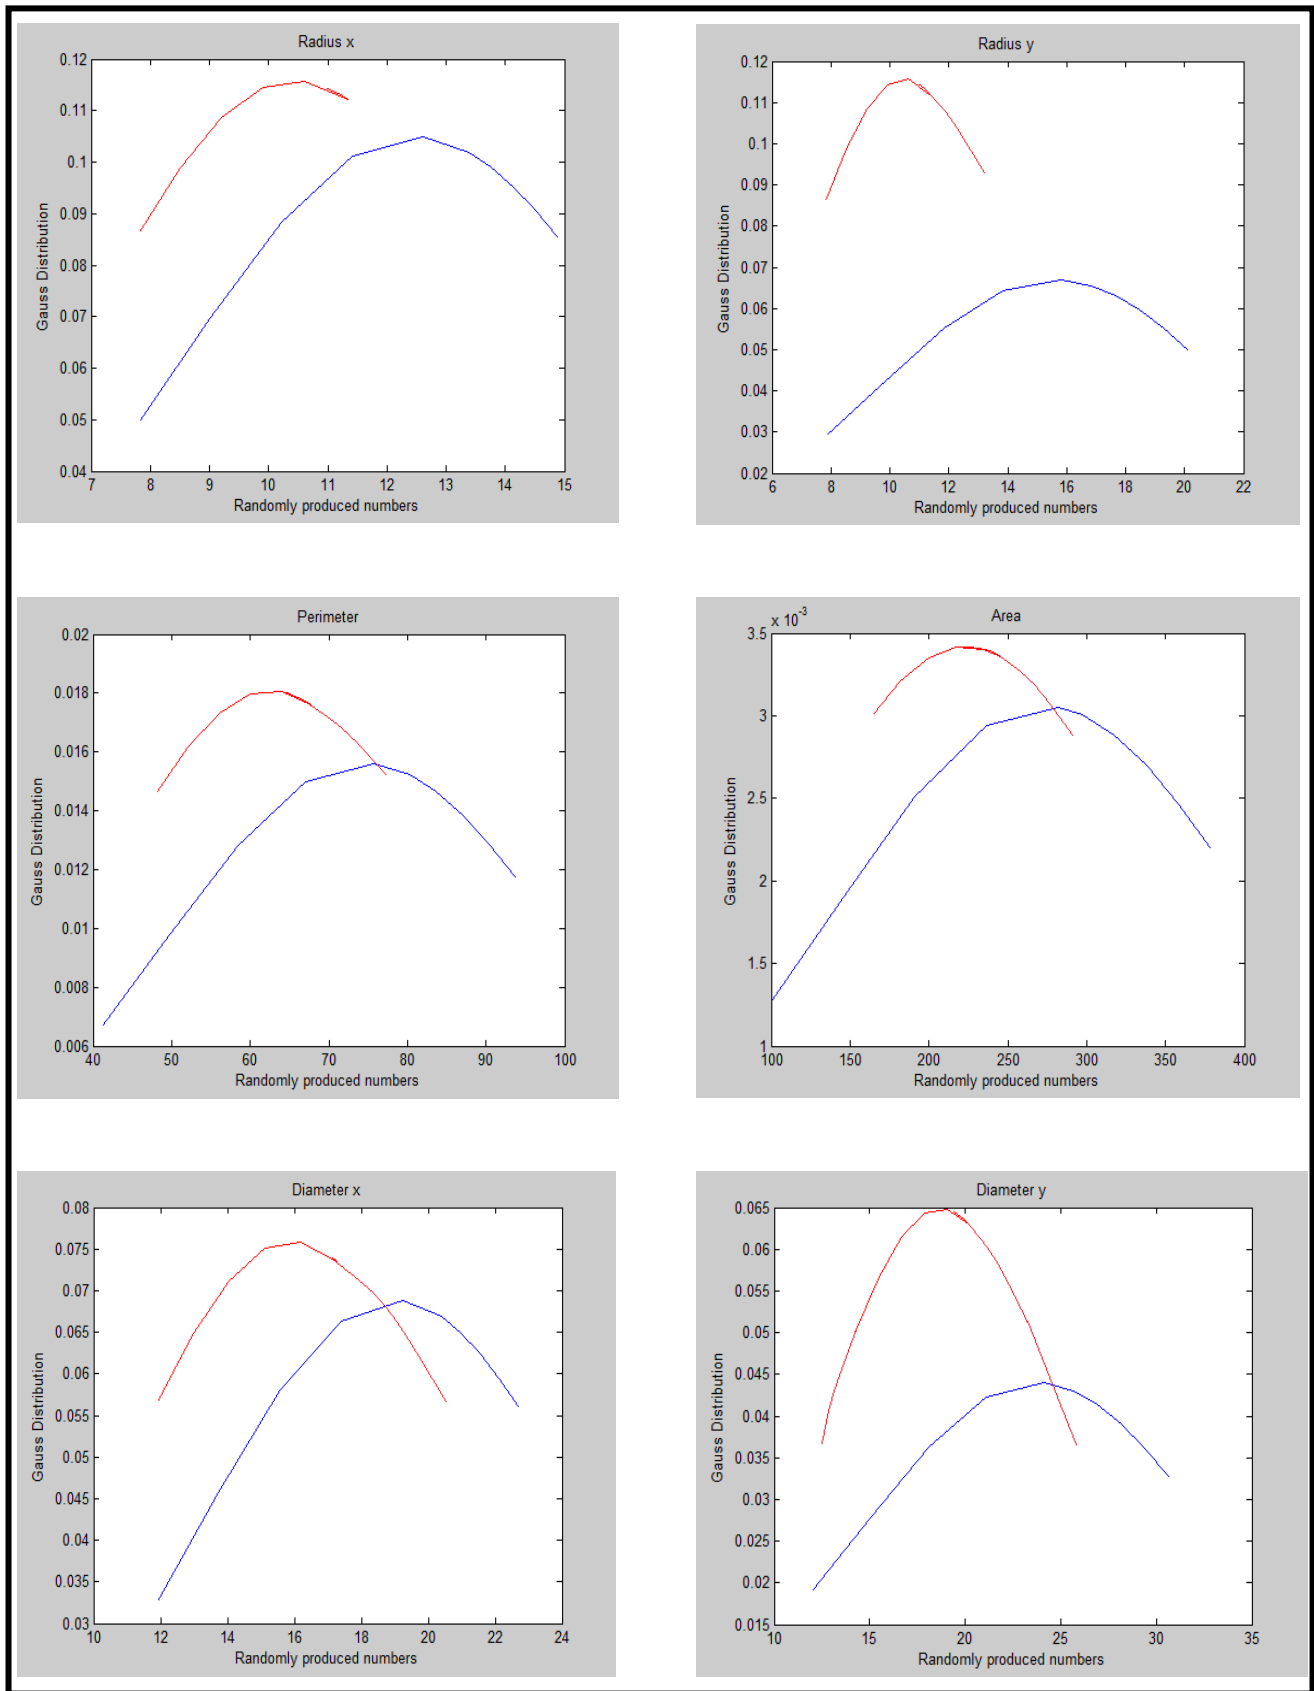 Radius x
0.12
0.11
0.1
0.09
0.08
0.07
0.06
0.05
0.04
7 8 9 10 11 12 13 14 15
Gauss Distribution
Randomly produced numbers
Radius y
0.12
0.11
0.1
0.09
0.08
0.07
0.06
0.05
0.04
0.03
0.02
6 8 10 12 14 16 18 20 22
Gauss Distribution
Randomly produced numbers
Perimeter
0.02
0.018
0.016
0.014
0.012
0.01
0.008
0.006
40 50 60 70 80 90 100
Gauss Distribution
Randomly produced numbers
Area
x 10-3
3.5
3
2.5
2
1.5
1
100 150 200 250 300 350 400
Gauss Distribution
Randomly produced numbers
Diameter x
0.08
0.075
0.07
0.065
0.06
0.055
0.05
0.045
0.04
0.035
0.03
10 12 14 16 18 20 22 24
Gauss Distribution
Randomly produced numbers
Diameter y
0.065
0.06
0.055
0.05
0.045
0.04
0.035
0.03
0.025
0.02
0.015
10 15 20 25 30 35
Gauss Distribution
Randomly produced numbers